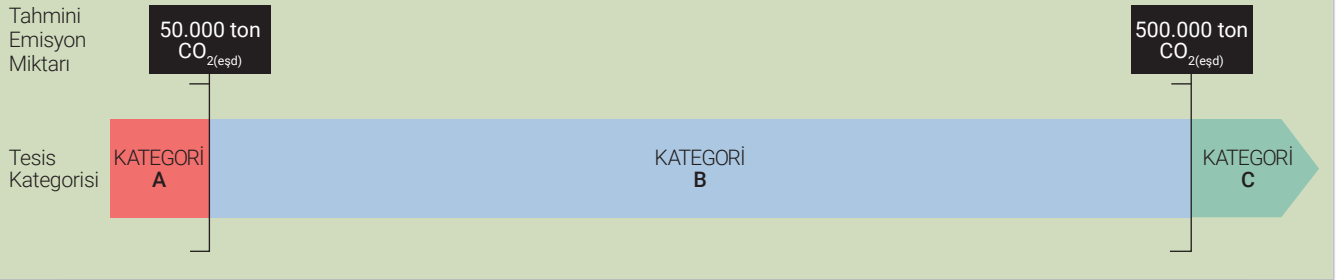 Tahmini
Emisyon
Miktarı
50.000 ton
CO2(eşd)
500.000 ton
CO2(eşd)
Tesis
Kategorisi
KATEGORİ
A
KATEGORİ
B
KATEGORİ
C